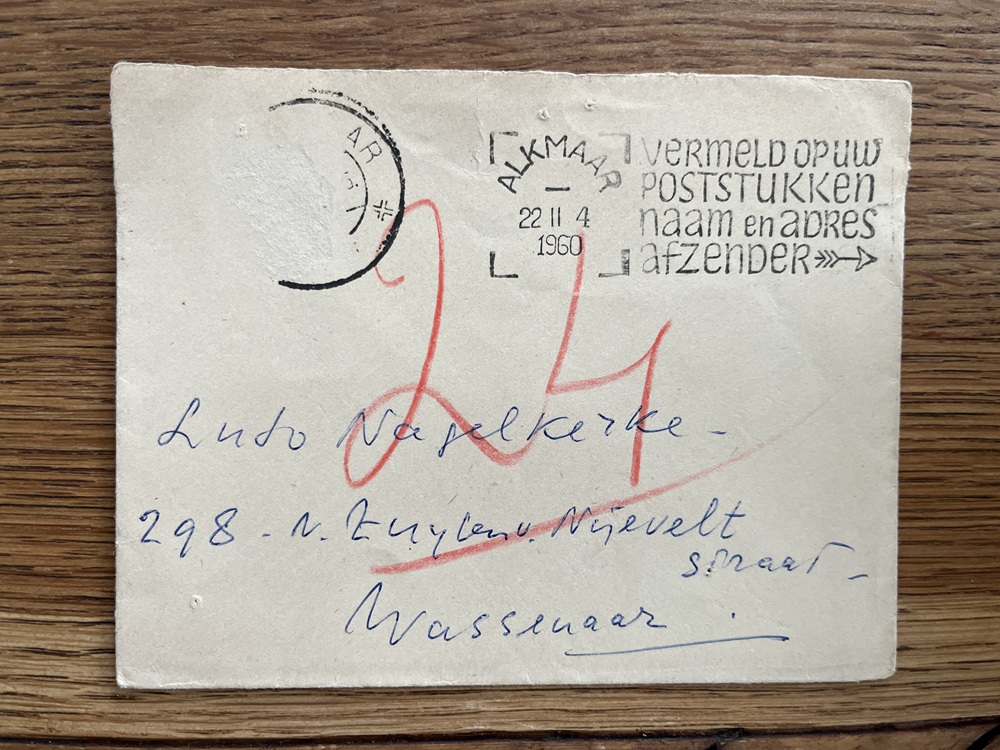 AR
ALKMAAR
22 II 4
1960
VERMELD OP UW
POSTSTUKKEN
NAAM en ADRES
AFZENDER
24
Ludo Nagelkerke -
298 - v. Zuylen v. Nijevelt
straat -
Wassenaar.